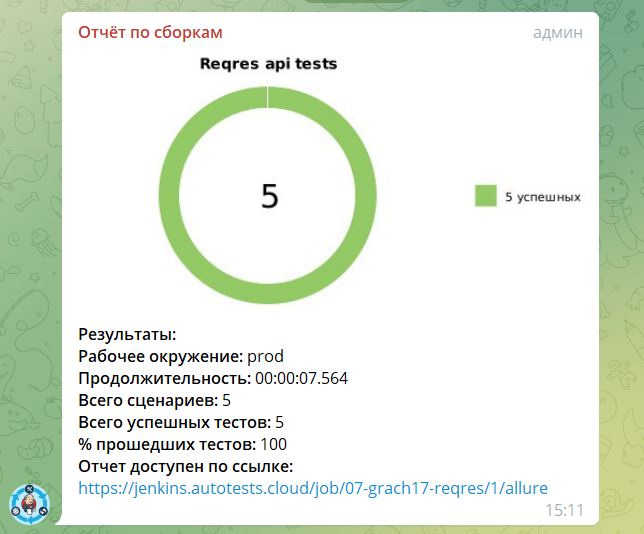 Отчёт по сборкам админ
Reqres api tests
5
5 успешных
Результаты:
Рабочее окружение: prod
Продолжительность: 00:00:07.564
Всего сценариев: 5
Всего успешных тестов: 5
% прошедших тестов: 100
Отчет доступен по ссылке:
https://jenkins.autotests.cloud/job/07-grach17-reqres/1/allure
15:11